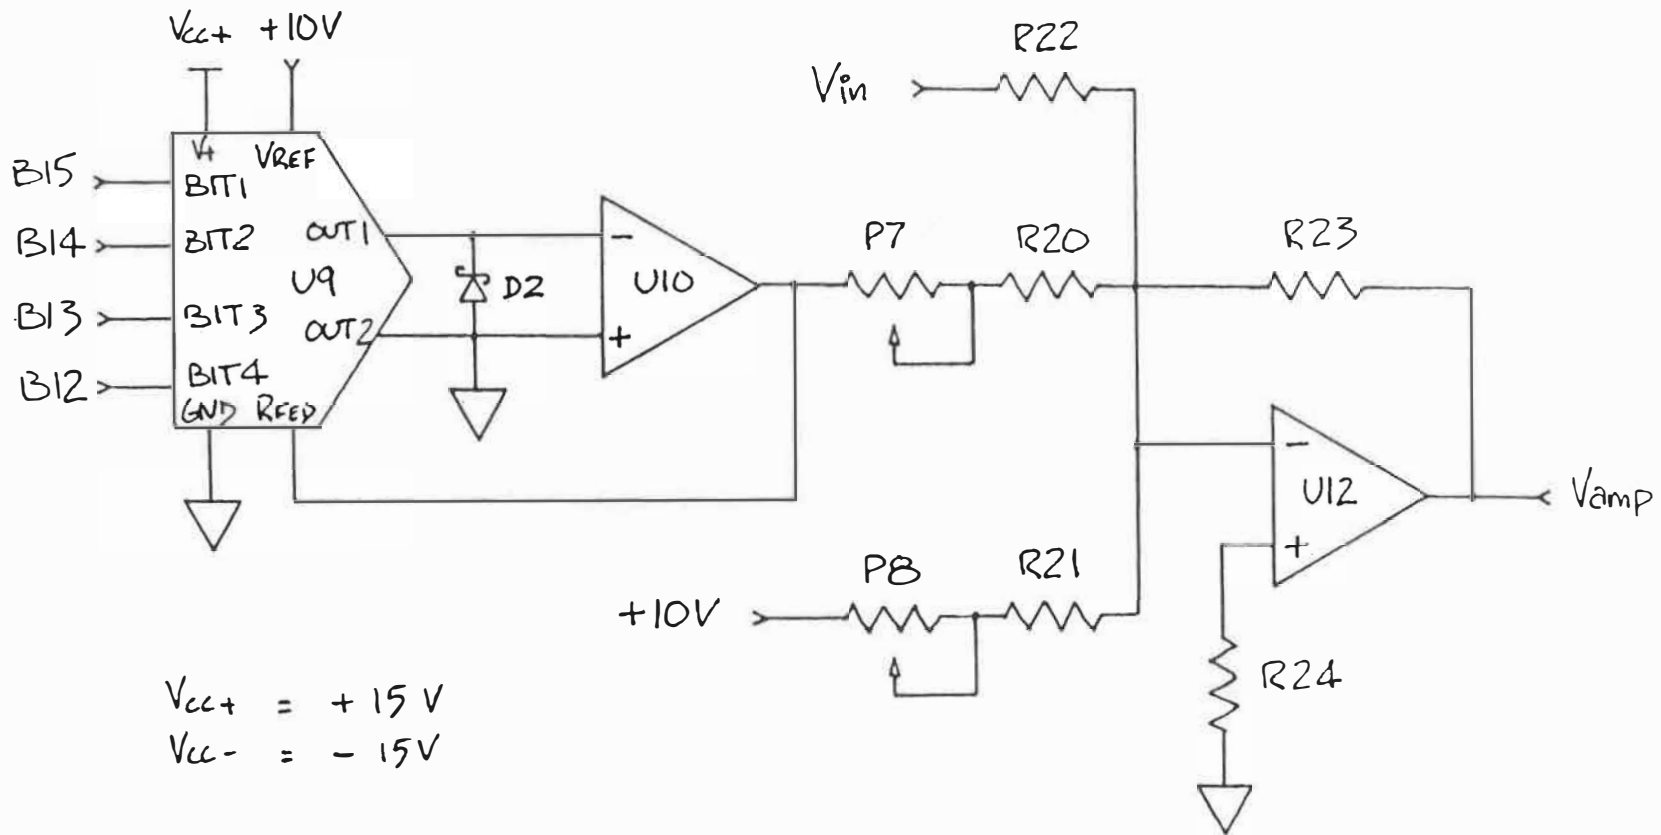 Vcc+ +10V
R22
Vin
V+ VREF
B15 BIT1
B14 BIT2 OUT1
U9 D2 U10
P7 R20 R23
B13 BIT3 OUT2
- +
B12 BIT4
GND RFED
-
U12 Vamp
+
+10V P8 R21
R24
Vcc+ = + 15 V
Vcc- = - 15V